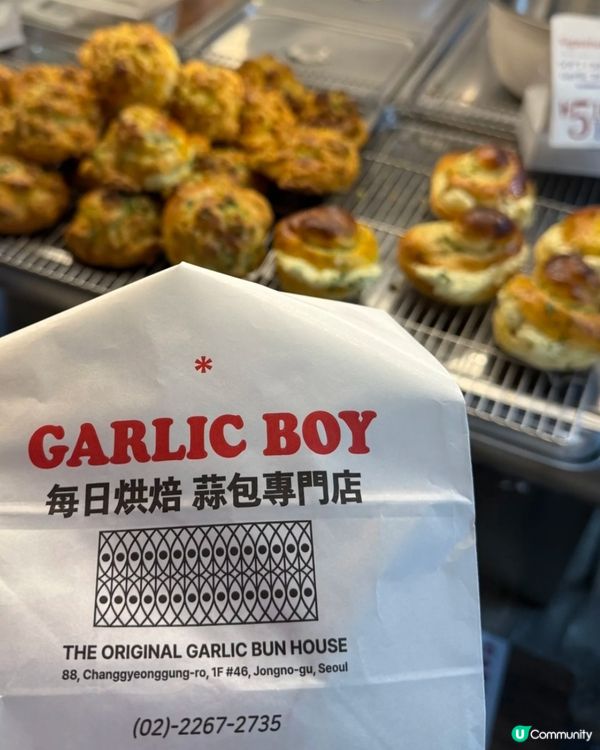 *
GARLIC BOY
每日烘焙 蒜包專門店
THE ORIGINAL GARLIC BUN HOUSE
88, Changgyeonggung-ro, 1F #46, Jongno-gu, Seoul
(02)-2267-2735
U Community